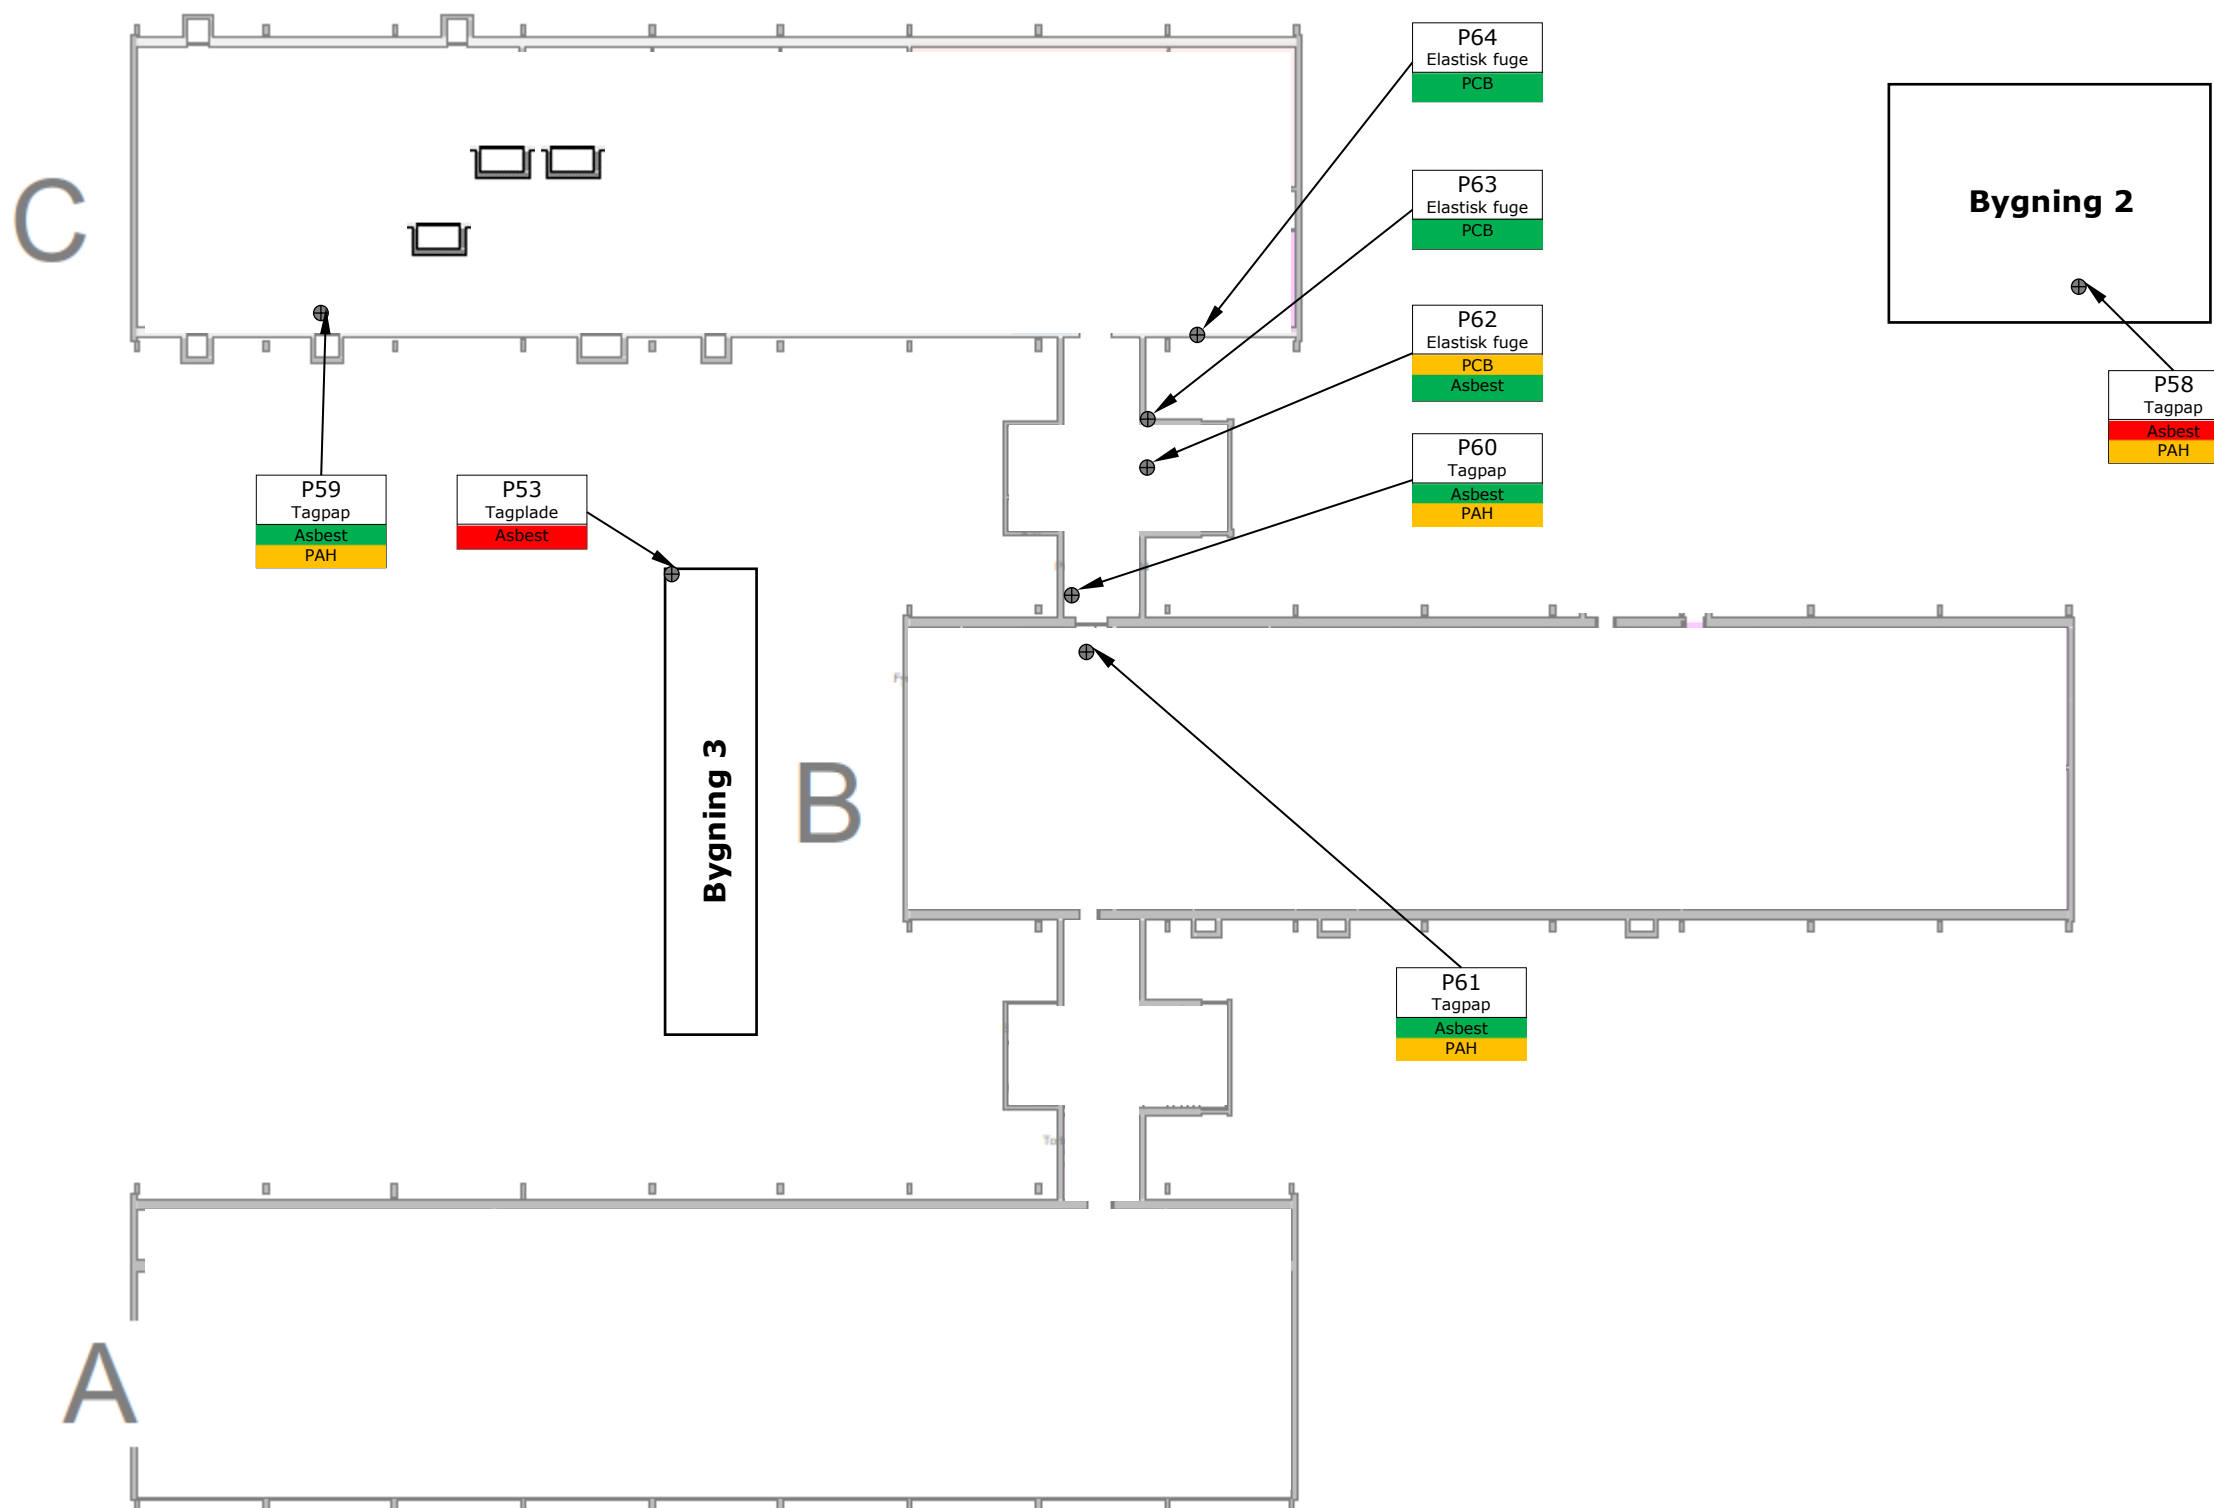 P64
Elastisk fuge
PCB
C
P63
Elastisk fuge
PCB
Bygning 2
P62
Elastisk fuge
PCB
Asbest
P58
Tagpap
Asbest
PAH
P60
Tagpap
Asbest
PAH
P59
Tagpap
Asbest
PAH
P53
Tagplade
Asbest
Bygning 3
B
P61
Tagpap
Asbest
PAH
A